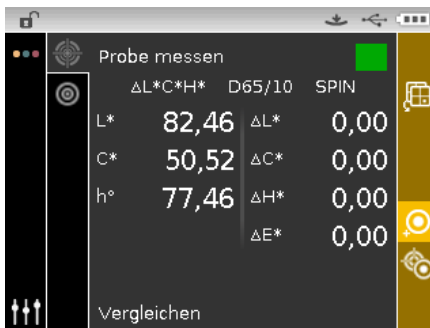 Probe messen
ΔL*C*H* D65/10 SPIN
L* 82,46 ΔL* 0,00
C* 50,52 ΔC* 0,00
h° 77,46 ΔH* 0,00
ΔE* 0,00
Vergleichen